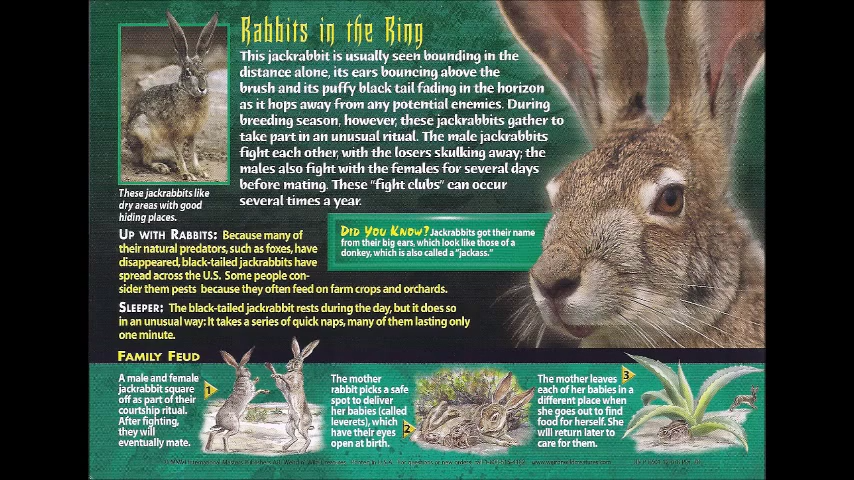 Rabbits in the Ring
This jackrabbit is usually seen bounding in the
distance alone, its ears bouncing above the
brush and its puffy black tail fading in the horizon
as it hops away from any potential enemies. During
breeding season, however, these jackrabbits gather to
take part in an unusual ritual. The male jackrabbits
fight each other, with the losers skulking away; the
males also fight with the females for several days
before mating. These "fight clubs" can occur
several times a year.
These jackrabbits like
dry areas with good
hiding places.
DID YOU KNOW? Jackrabbits got their name
from their big ears, which look like those of a
donkey, which is also called a "jackass."
UP WITH RABBITS: Because many of
their natural predators, such as foxes, have
disappeared, black-tailed jackrabbits have
spread across the U.S. Some people con-
sider them pests because they often feed on farm crops and orchards.
SLEEPER: The black-tailed jackrabbit rests during the day, but it does so
in an unusual way: It takes a series of quick naps, many of them lasting only
one minute.
FAMILY FEUD
A male and female
jackrabbit square
off as part of their
courtship ritual.
After fighting,
they will
eventually mate.
1
The mother
rabbit picks a safe
spot to deliver
her babies (called
leverets), which
have their eyes
open at birth.
2
The mother leaves
each of her babies in a
different place when
she goes out to find
food for herself. She
will return later to
care for them.
3